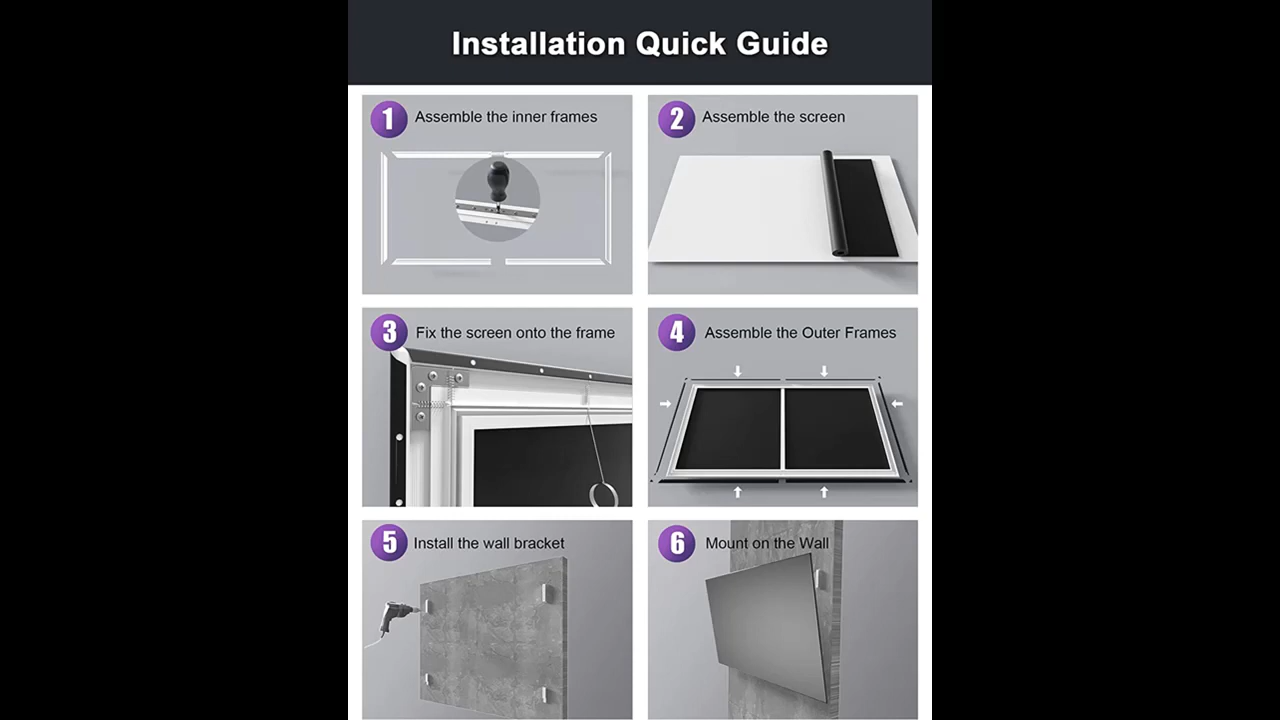 Installation Quick Guide
1 Assemble the inner frames
2 Assemble the screen
3 Fix the screen onto the frame
4 Assemble the Outer Frames
5 Install the wall bracket
6 Mount on the Wall